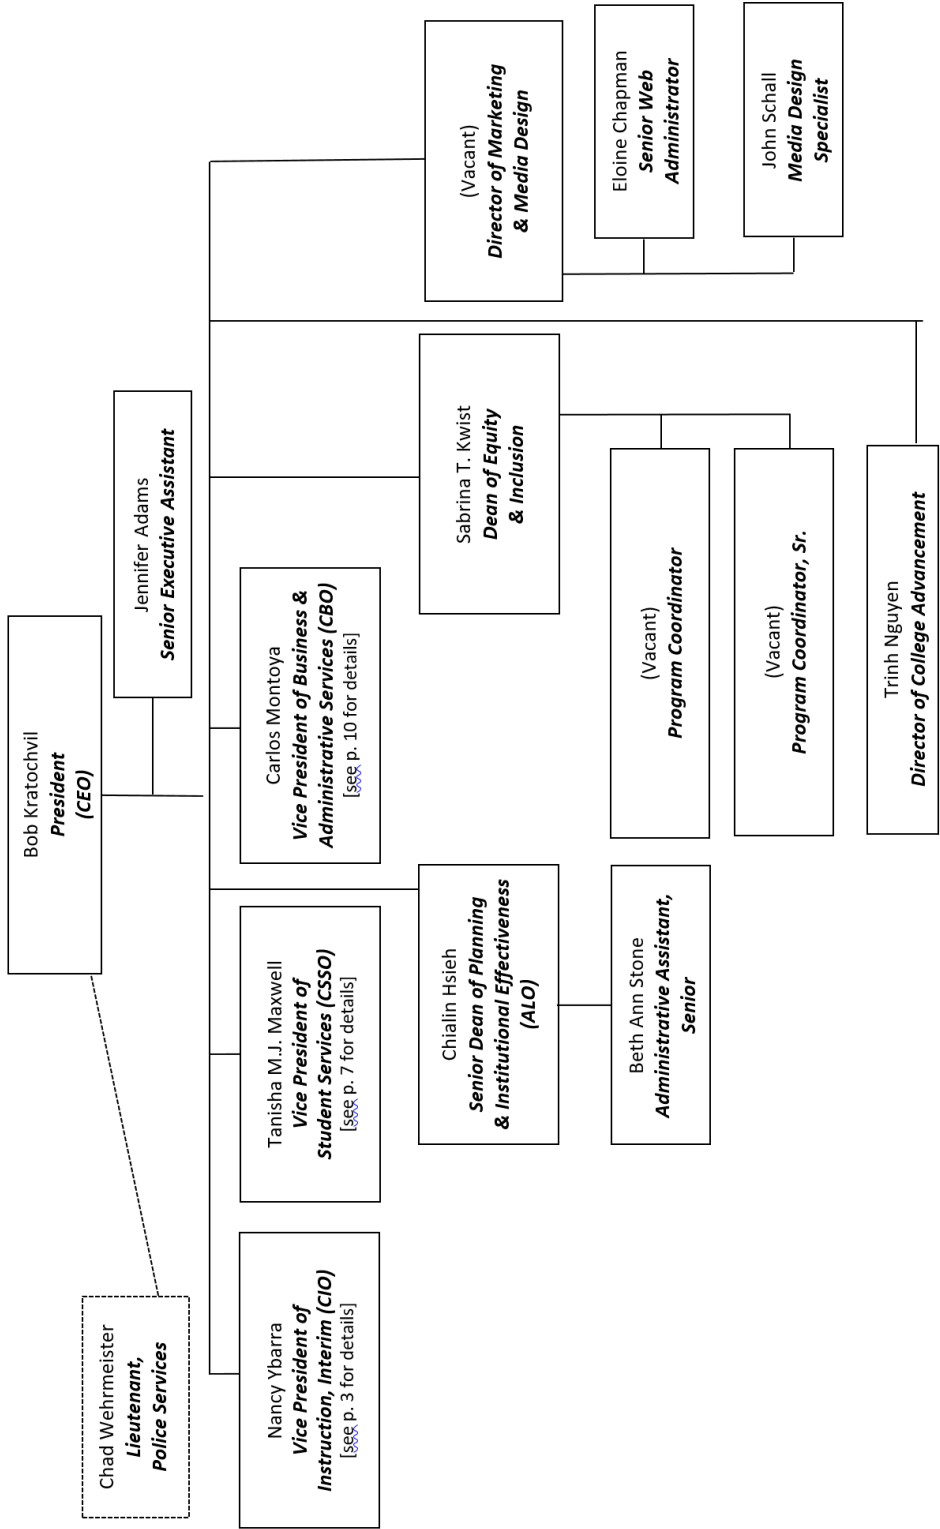 Bob Kratochvil
President
(CEO)
Chad Wehrmeister
Lieutenant,
Police Services
Jennifer Adams
Senior Executive Assistant
Nancy Ybarra
Vice President of
Instruction, Interim (CIO)
[see p. 3 for details]
Tanisha M.J. Maxwell
Vice President of
Student Services (CSSO)
[see p. 7 for details]
Carlos Montoya
Vice President of Business &
Administrative Services (CBO)
[see p. 10 for details]
Chialin Hsieh
Senior Dean of Planning
& Institutional Effectiveness
(ALO)
Sabrina T. Kwist
Dean of Equity
& Inclusion
(Vacant)
Director of Marketing
& Media Design
Beth Ann Stone
Administrative Assistant,
Senior
(Vacant)
Program Coordinator
Eloine Chapman
Senior Web
Administrator
(Vacant)
Program Coordinator, Sr.
John Schall
Media Design
Specialist
Trinh Nguyen
Director of College Advancement